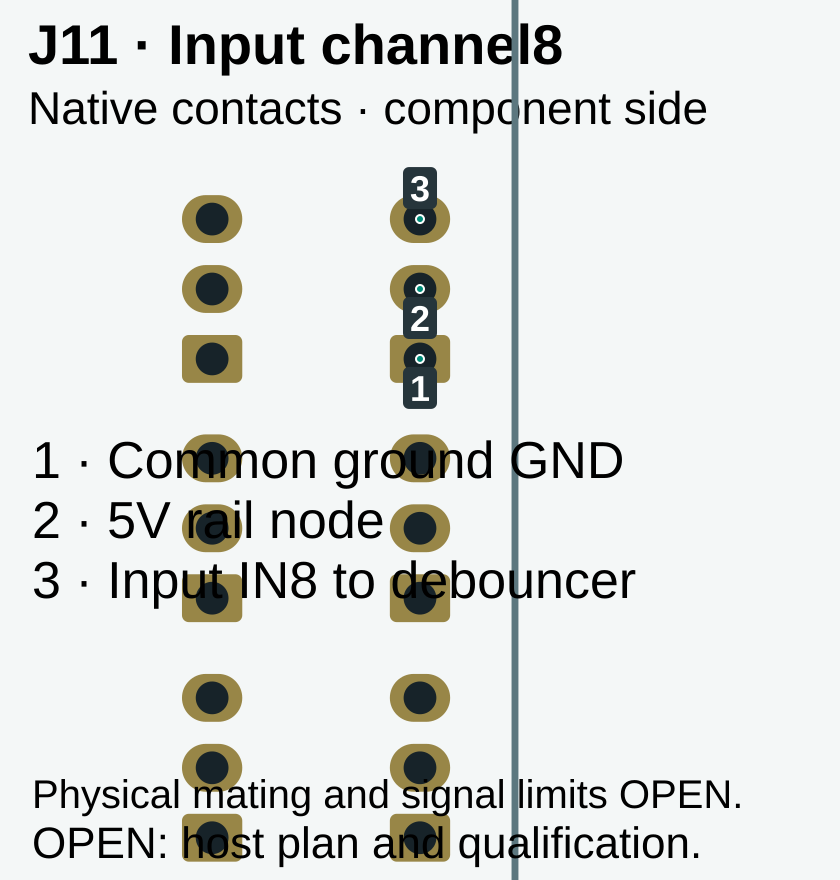 J11 · Input channel8
Native contacts · component side
3
2
1
1 · Common ground GND
2 · 5V rail node
3 · Input IN8 to debouncer
Physical mating and signal limits OPEN.
OPEN: host plan and qualification.